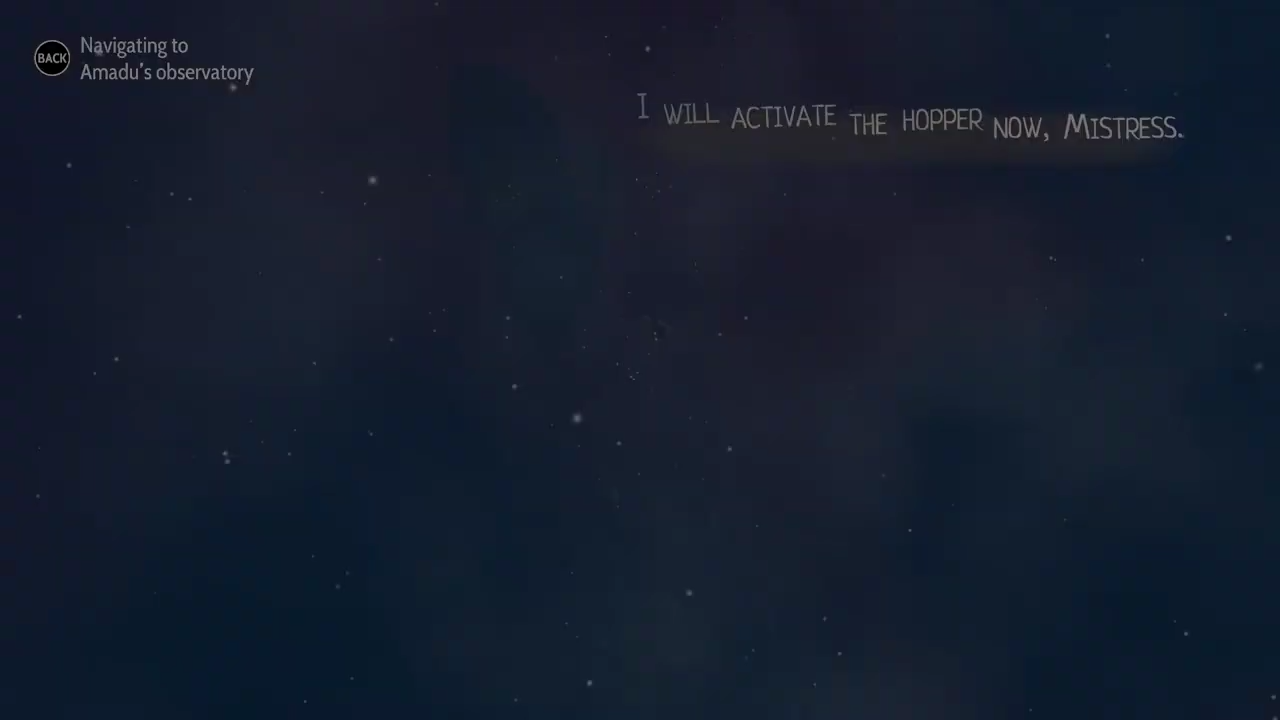 BACK
Navigating to
Amadu's observatory
I WILL ACTIVATE THE HOPPER NOW, MISTRESS.